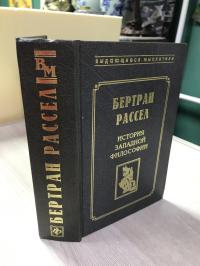 ВЫДАЮЩИЕСЯ МЫСЛИТЕЛИ
БЕРТРАН
РАССЕЛ
ИСТОРИЯ
ЗАПАДНОЙ
ФИЛОСОФИИ
ВМ
БЕРТРАН РАССЕЛ